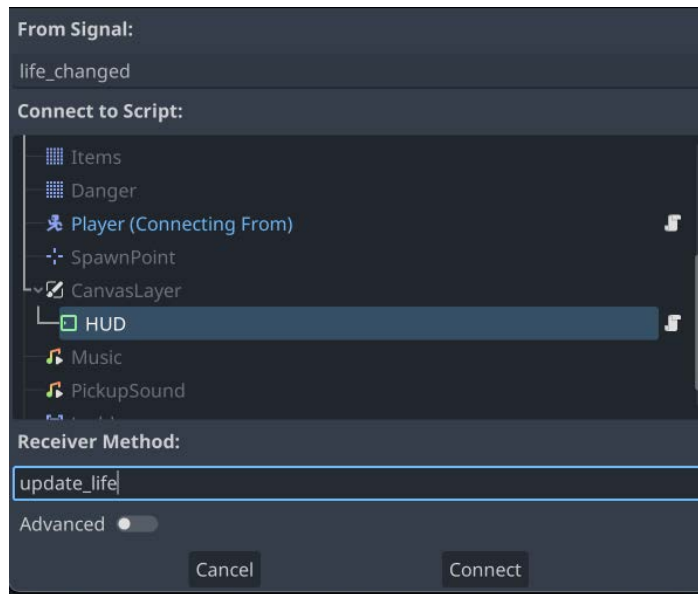 From Signal:
life_changed
Connect to Script:
Items
Danger
Player (Connecting From)
SpawnPoint
CanvasLayer
HUD
Music
PickupSound
Receiver Method:
update_life
Advanced
Cancel Connect